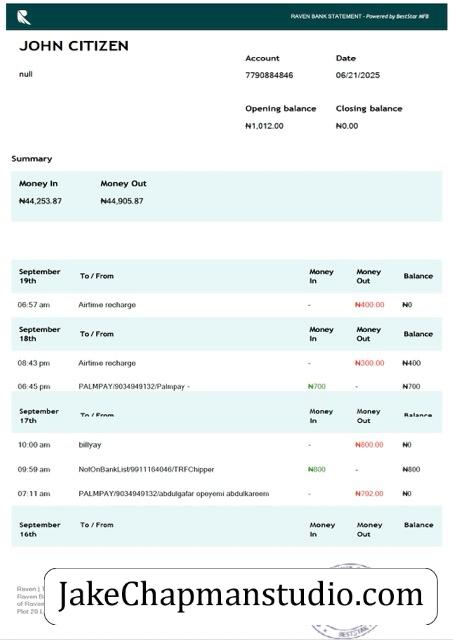 RAVEN BANK STATEMENT - Powered by BestStar MFB
JOHN CITIZEN
null
Account Date
7790884846 06/21/2025
Opening balance Closing balance
₦1,012.00 ₦0.00
Summary
Money In Money Out
₦44,253.87 ₦44,905.87
September 19th To / From Money In Money Out Balance
06:57 am Airtime recharge - ₦400.00 ₦0
September 18th To / From Money In Money Out Balance
08:43 pm Airtime recharge - ₦300.00 ₦400
06:45 pm PALMPAY/9034949132/Palmpay - ₦700 - ₦700
September 17th To / From Money In Money Out Balance
10:00 am billyay - ₦800.00 ₦0
09:59 am NotOnBankList/9911164046/TRFChipper ₦800 - ₦800
07:11 am PALMPAY/9034949132/abdulgafar opeyemi abdulkareem - ₦792.00 ₦0
September 16th To / From Money In Money Out Balance
Raven
Raven
of Raven
Plot 20
JakeChapmanstudio.com